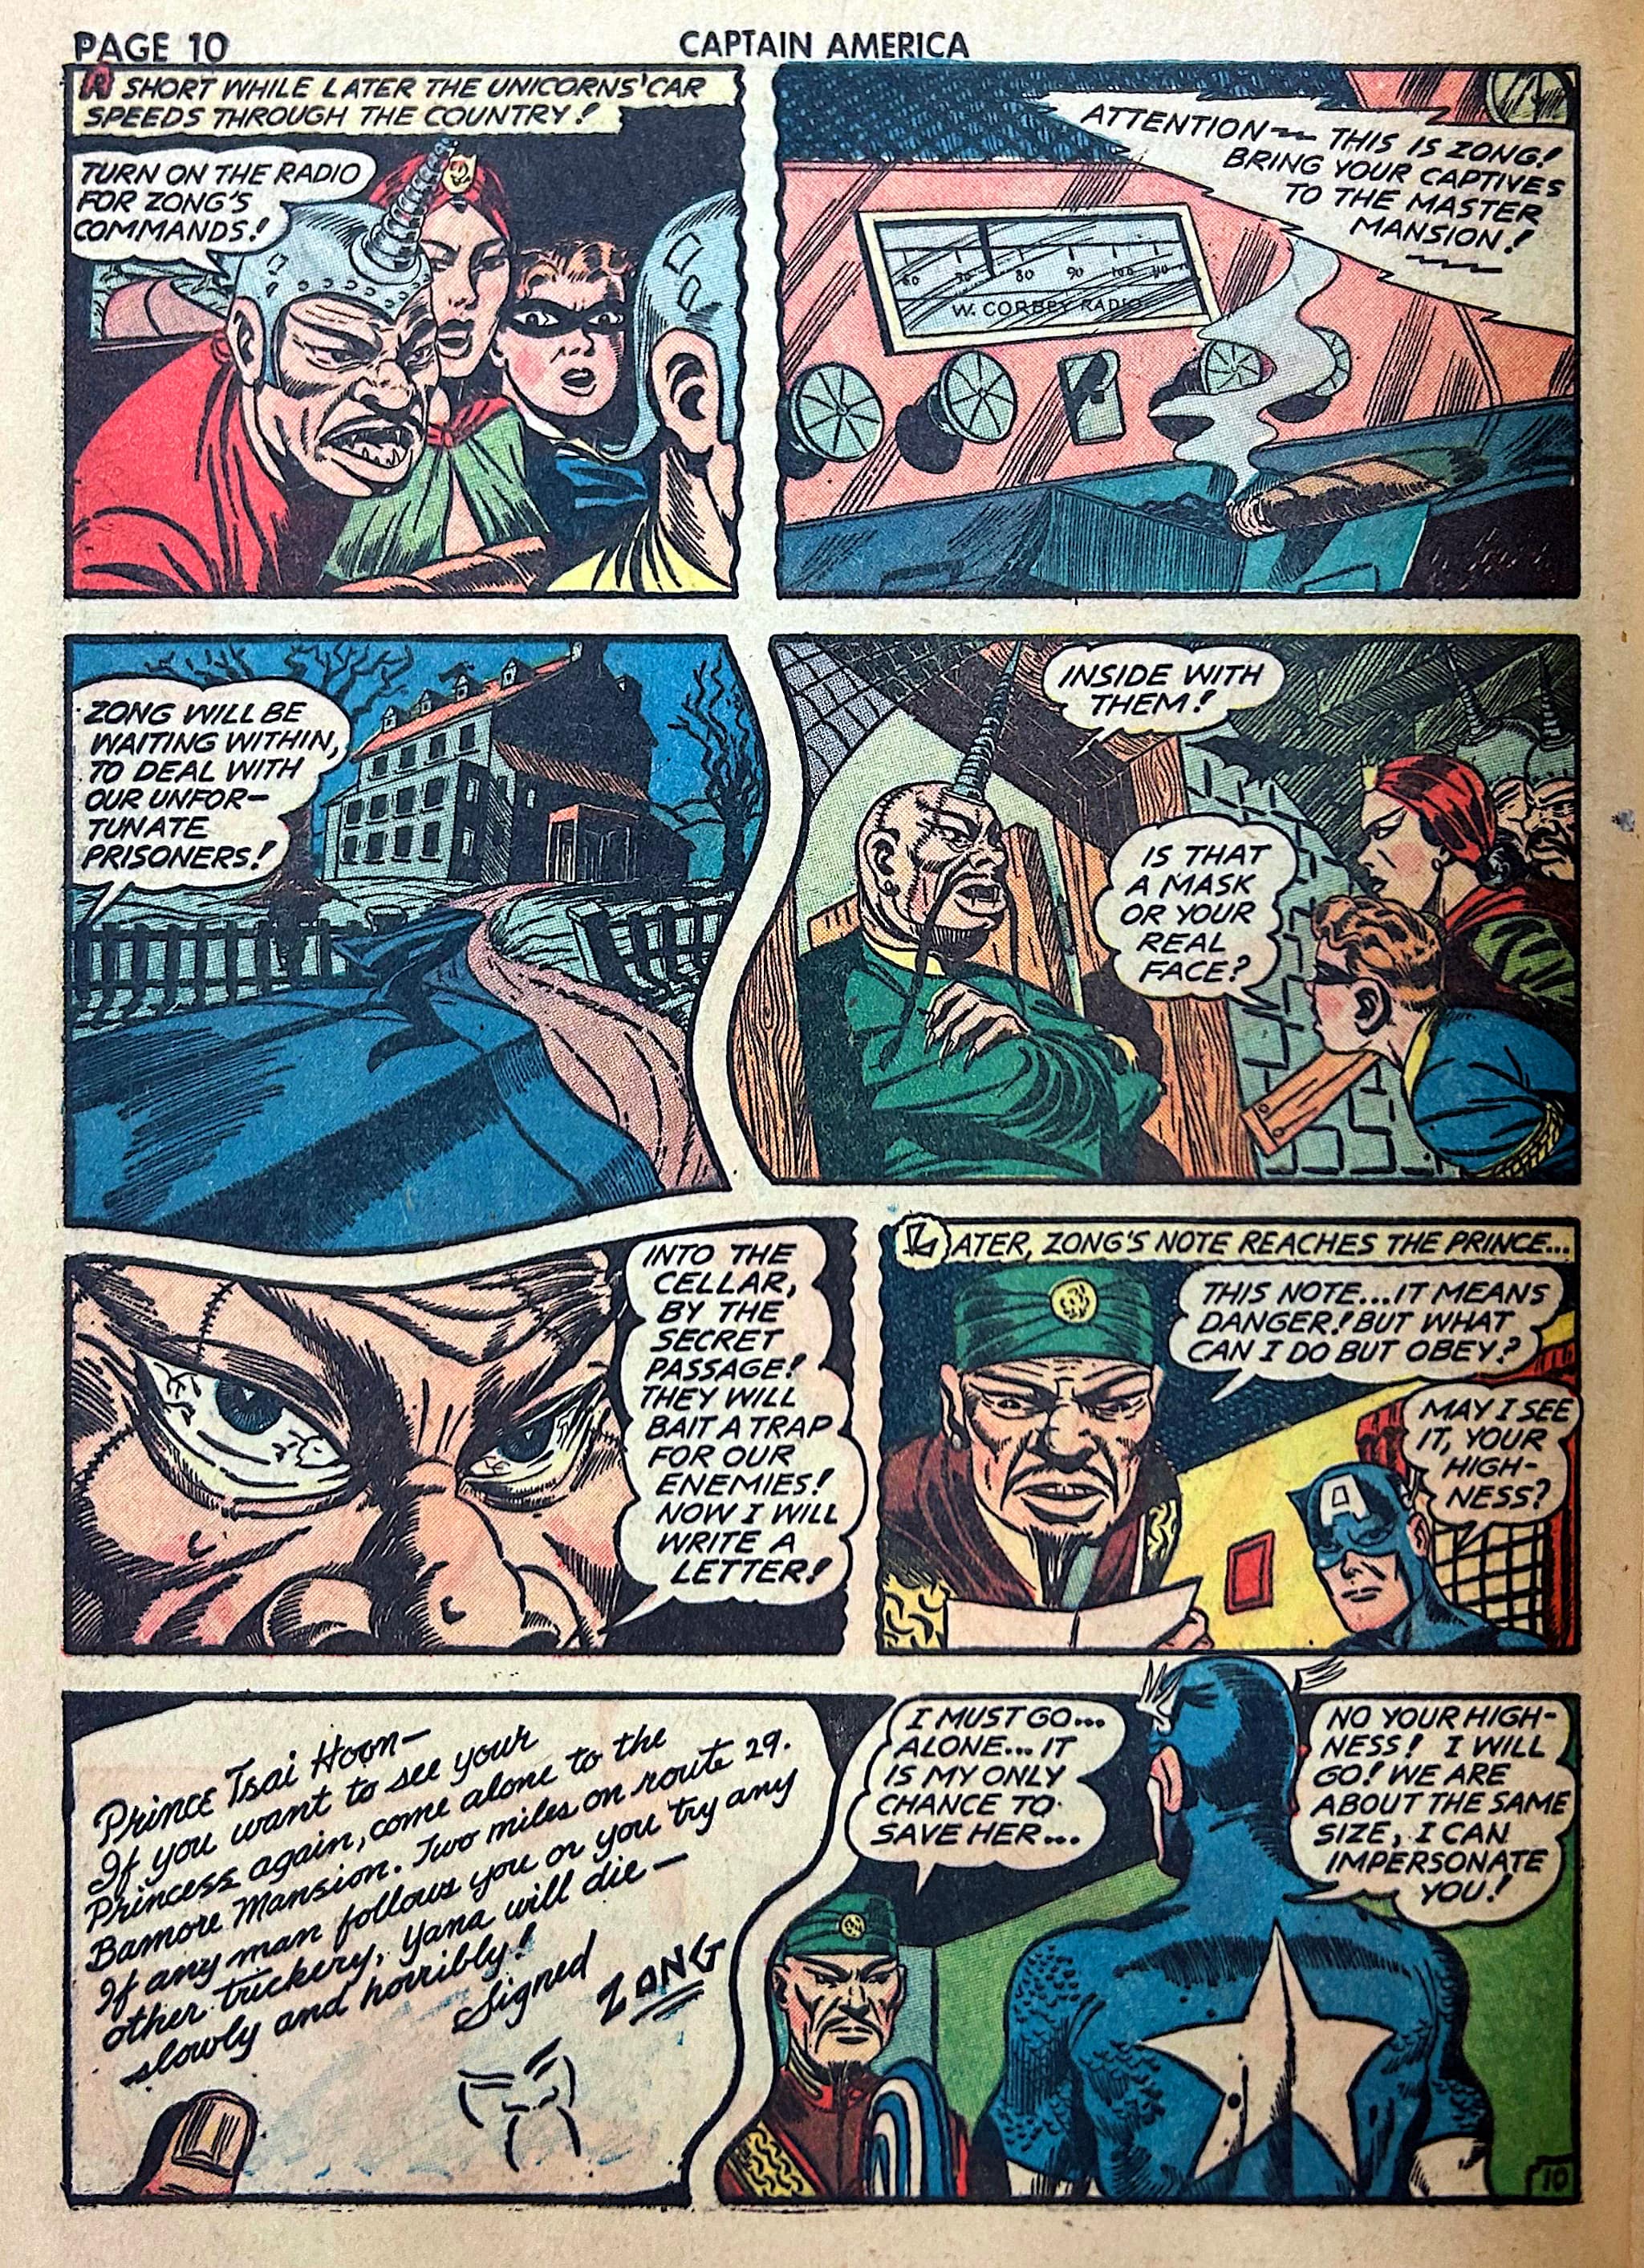 PAGE 10
CAPTAIN AMERICA
A SHORT WHILE LATER THE UNICORNS' CAR
SPEEDS THROUGH THE COUNTRY!
TURN ON THE RADIO
FOR ZONG'S
COMMANDS!
ATTENTION~~ THIS IS ZONG!
BRING YOUR CAPTIVES
TO THE MASTER
MANSION!
80 90 100 110
W. CORBEY RADIO
ZONG WILL BE
WAITING WITHIN,
TO DEAL WITH
OUR UNFOR-
TUNATE
PRISONERS!
INSIDE WITH
THEM!
IS THAT
A MASK
OR YOUR
REAL
FACE?
INTO THE
CELLAR,
BY THE
SECRET
PASSAGE!
THEY WILL
BAIT A TRAP
FOR OUR
ENEMIES!
NOW I WILL
WRITE A
LETTER!
LATER, ZONG'S NOTE REACHES THE PRINCE...
THIS NOTE...IT MEANS
DANGER! BUT WHAT
CAN I DO BUT OBEY?
MAY I SEE
IT, YOUR
HIGH-
NESS?
Prince Tsai Hoon—
If you want to see your
Princess again, come alone to the
Bamore Mansion. Two miles on route 29.
If any man follows you or you try any
other trickery, Yana will die—
slowly and horribly!
Signed
ZONG
I MUST GO...
ALONE... IT
IS MY ONLY
CHANCE TO
SAVE HER...
NO YOUR HIGH-
NESS! I WILL
GO! WE ARE
ABOUT THE SAME
SIZE, I CAN
IMPERSONATE
YOU!
10